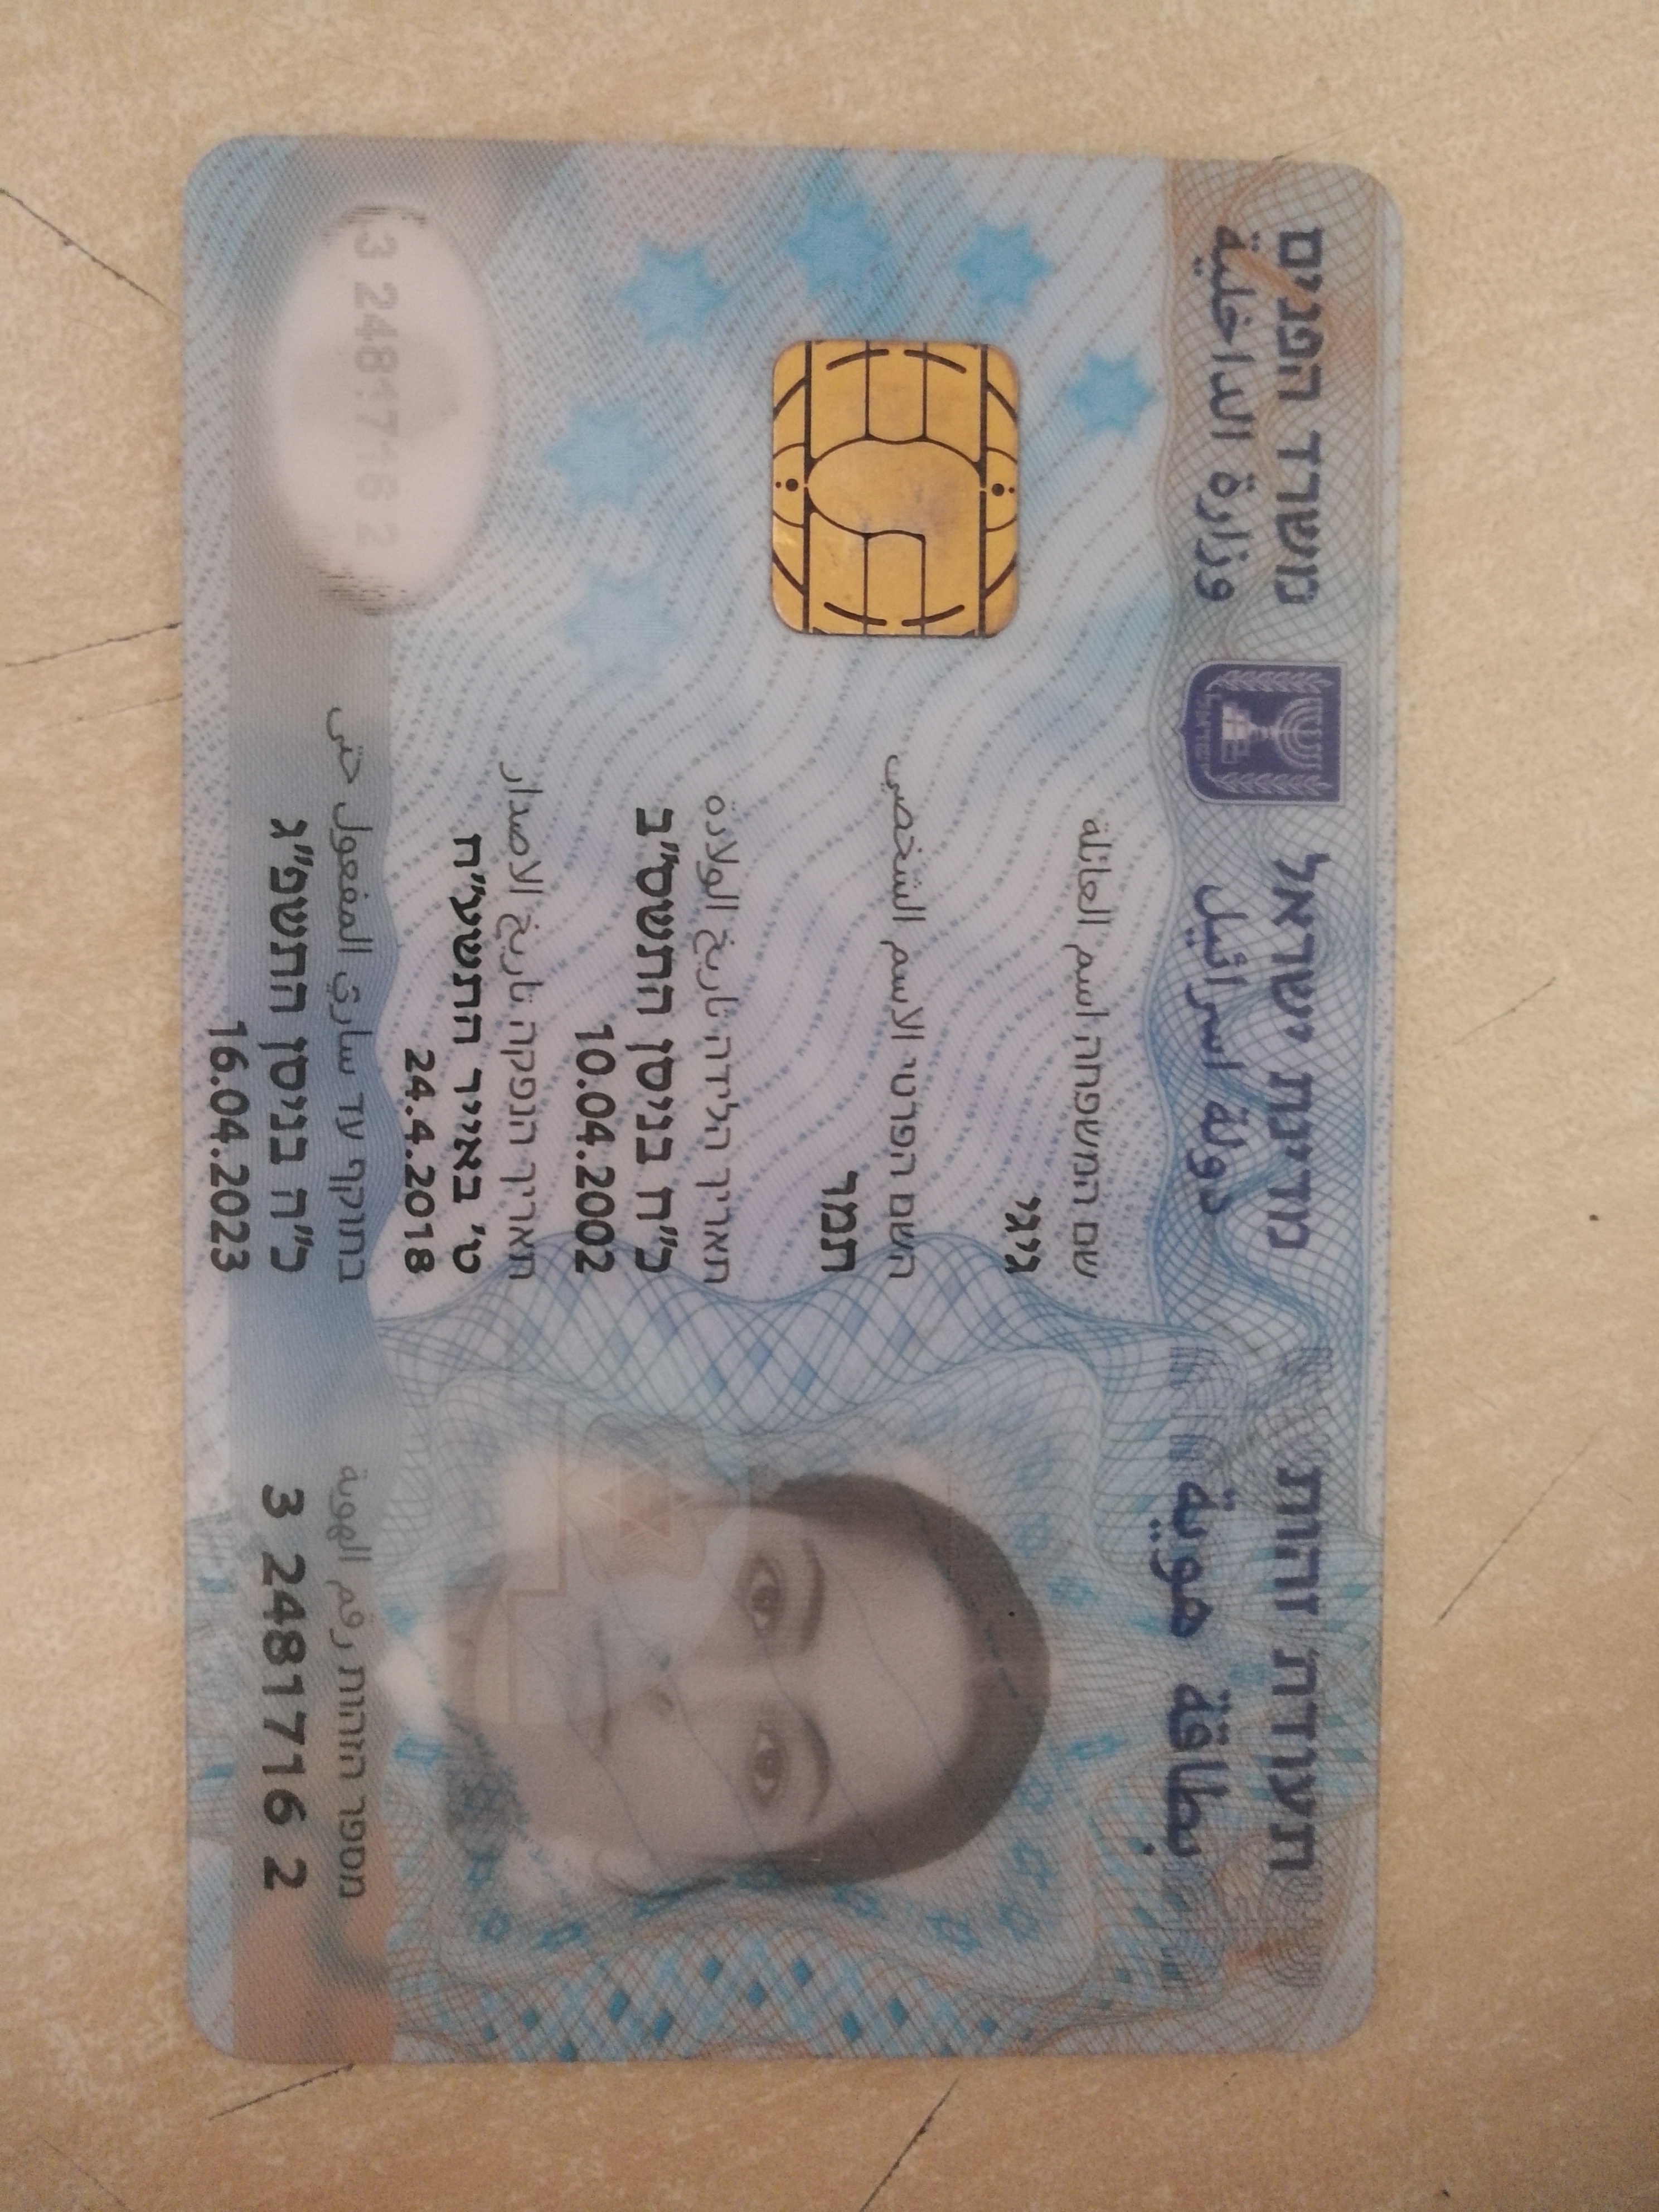 תעודת זהות
بطاقة هوية
מדינת ישראל
دولة اسرائيل
ישראל
משרד הפנים
وزارة الداخلية
שם המשפחה اسم العائلة
גיגי
השם הפרטי الاسم الشخصي
תמר
תאריך הלידה تاريخ الولادة
כ"ח בניסן התשס"ב
10.04.2002
תאריך הנפקה تاريخ الاصدار
ט' באייר התשע"ח
24.4.2018
בתוקף עד ساري المفعول حتى
כ"ה בניסן התשפ"ג
16.04.2023
מספר הזהות رقم الهوية
3 2481716 2
3 2481716 2